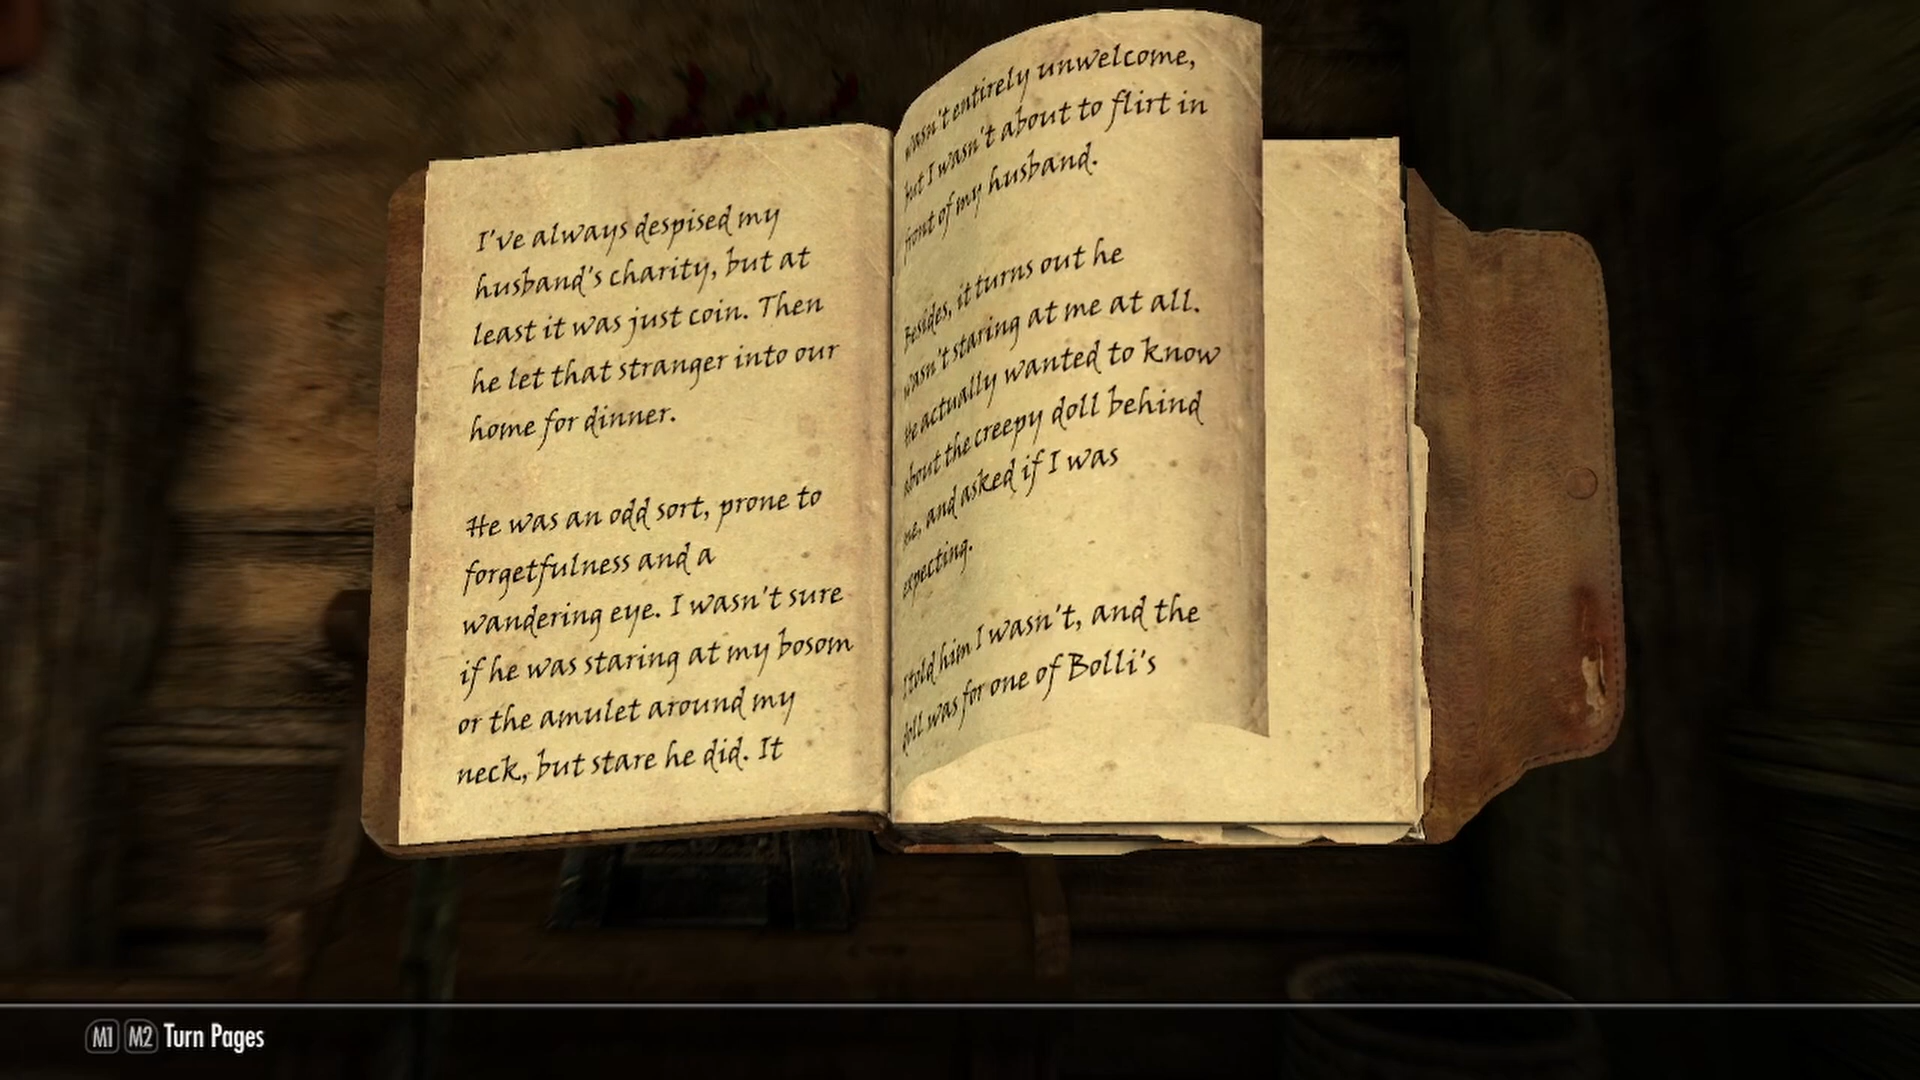 I've always despised my
husband's charity, but at
least it was just coin. Then
he let that stranger into our
home for dinner.
He was an odd sort, prone to
forgetfulness and a
wandering eye. I wasn't sure
if he was staring at my bosom
or the amulet around my
neck, but stare he did. It
wasn't entirely unwelcome,
but I wasn't about to flirt in
front of my husband.
Besides, it turns out he
wasn't staring at me at all.
He actually wanted to know
about the creepy doll behind
me, and asked if I was
expecting.
I told him I wasn't, and the
doll was for one of Bolli's
M1 M2 Turn Pages